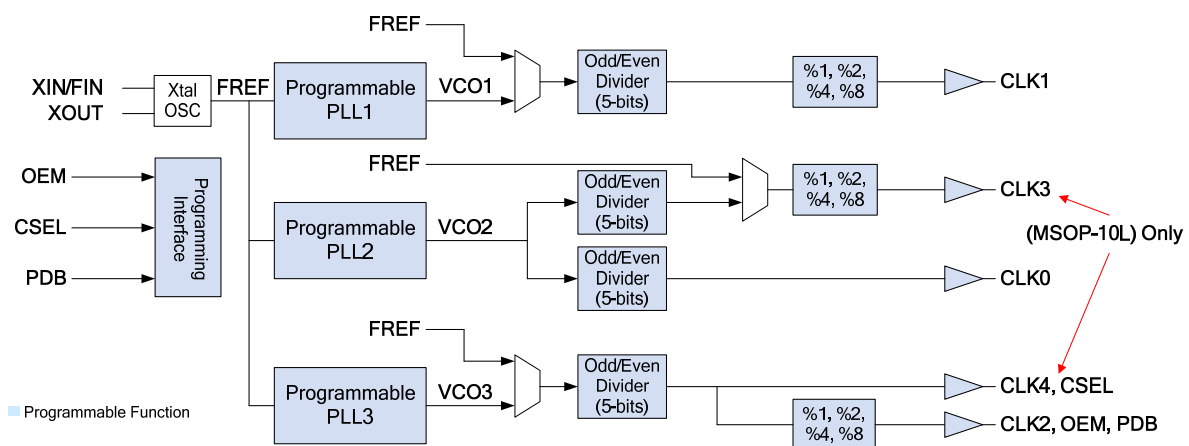 FREF
XIN/FIN
XOUT
Xtal
OSC
FREF
Programmable
PLL1
VCO1
Odd/Even
Divider
(5-bits)
%1, %2,
%4, %8
CLK1
OEM
CSEL
PDB
Programming
Interface
FREF
Programmable
PLL2
VCO2
Odd/Even
Divider
(5-bits)
%1, %2,
%4, %8
CLK3
(MSOP-10L) Only
Odd/Even
Divider
(5-bits)
CLK0
FREF
Programmable
PLL3
VCO3
Odd/Even
Divider
(5-bits)
CLK4, CSEL
%1, %2,
%4, %8
CLK2, OEM, PDB
Programmable Function